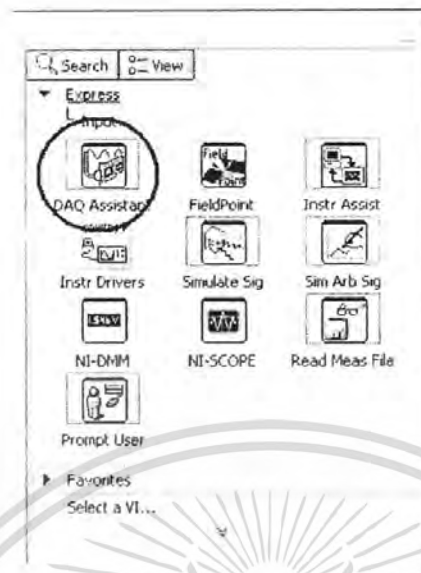 Search View
Express
Input
DAQ Assistant FieldPoint Instr Assist
Instr Drivers Simulate Sig Sim Arb Sig
NI-DMM NI-SCOPE Read Meas File
Prompt User
Favorites
Select a VI...